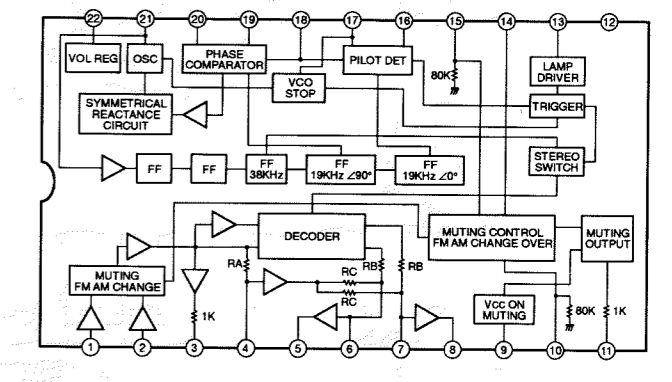 22 21 20 19 18 17 16 15 14 13 12
VOL REG
OSC
PHASE
COMPARATOR
PILOT DET
80K
LAMP
DRIVER
VCO
STOP
TRIGGER
SYMMETRICAL
REACTANCE
CIRCUIT
FF
FF
FF
38KHz
FF
19KHz ∠90°
FF
19KHz ∠0°
STEREO
SWITCH
DECODER
MUTING CONTROL
FM AM CHANGE OVER
MUTING
OUTPUT
MUTING
FM AM CHANGE
RA
RB
RB
RC
RC
1K
VCC ON
MUTING
80K
1K
1 2 3 4 5 6 7 8 9 10 11